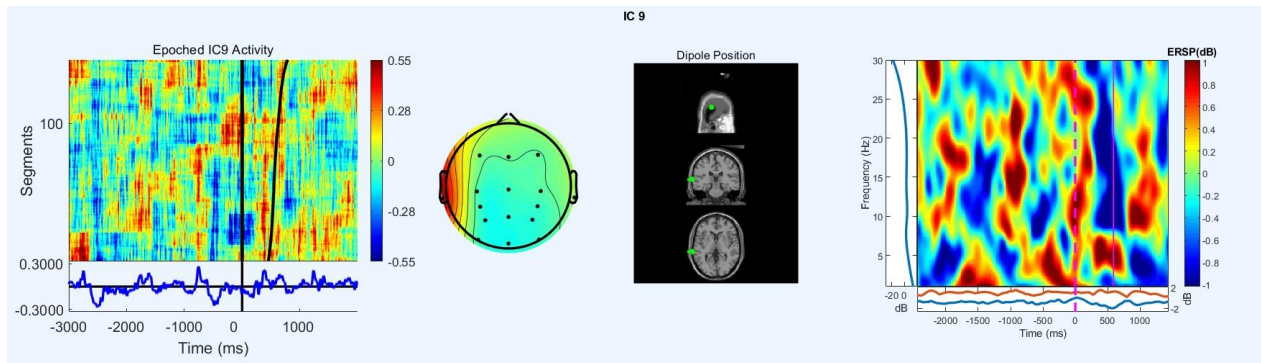 IC 9
Epoched IC9 Activity
Segments
100
0.3000
-0.3000
-3000 -2000 -1000 0 1000
Time (ms)
0.55
0.28
0
-0.28
-0.55
Dipole Position
ERSP(dB)
Frequency (Hz)
30
25
20
15
10
5
-20 0
dB
-2000 -1500 -1000 -500 0 500 1000
Time (ms)
2
-2
dB
1
0.8
0.6
0.4
0.2
0
-0.2
-0.4
-0.6
-0.8
-1